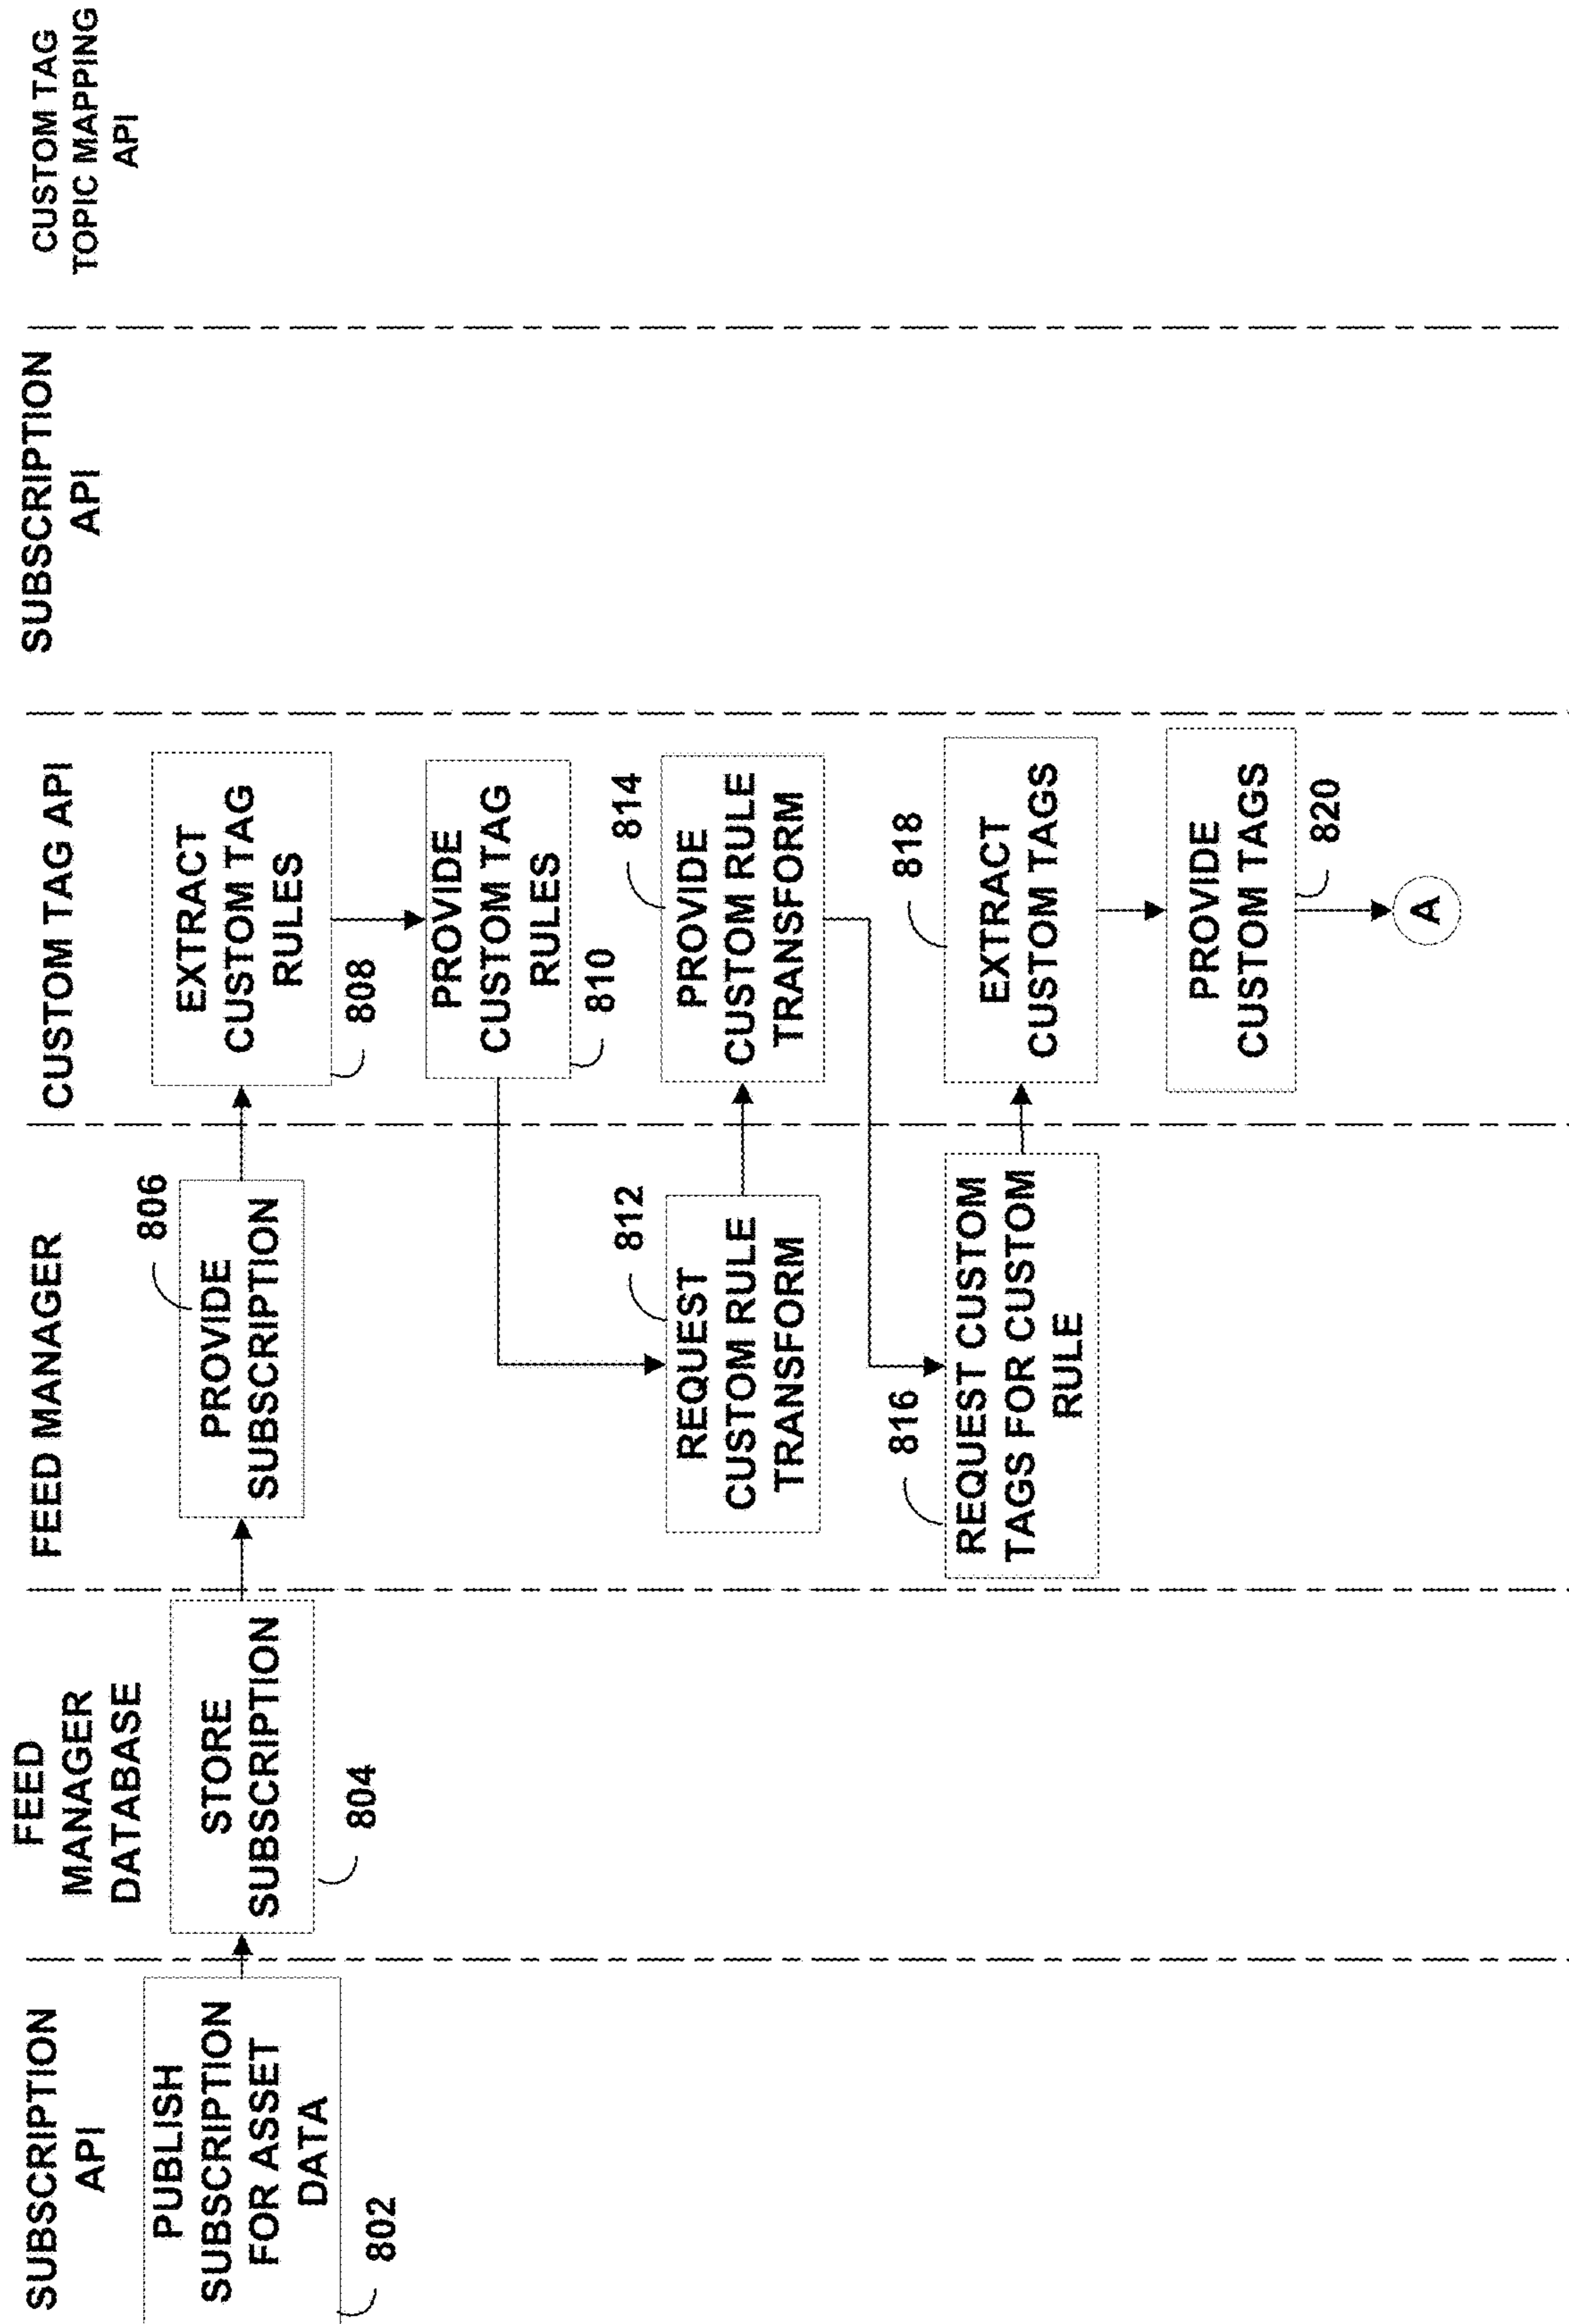 SUBSCRIPTION
API
FEED
MANAGER
DATABASE
FEED MANAGER
CUSTOM TAG API
SUBSCRIPTION
API
CUSTOM TAG
TOPIC MAPPING
API
PUBLISH
SUBSCRIPTION
FOR ASSET
DATA
802
STORE
SUBSCRIPTION
804
806
PROVIDE
SUBSCRIPTION
EXTRACT
CUSTOM TAG
RULES
808
PROVIDE
CUSTOM TAG
RULES
810
812
REQUEST
CUSTOM RULE
TRANSFORM
814
PROVIDE
CUSTOM RULE
TRANSFORM
816
REQUEST CUSTOM
TAGS FOR CUSTOM
RULE
818
EXTRACT
CUSTOM TAGS
PROVIDE
CUSTOM TAGS
820
A